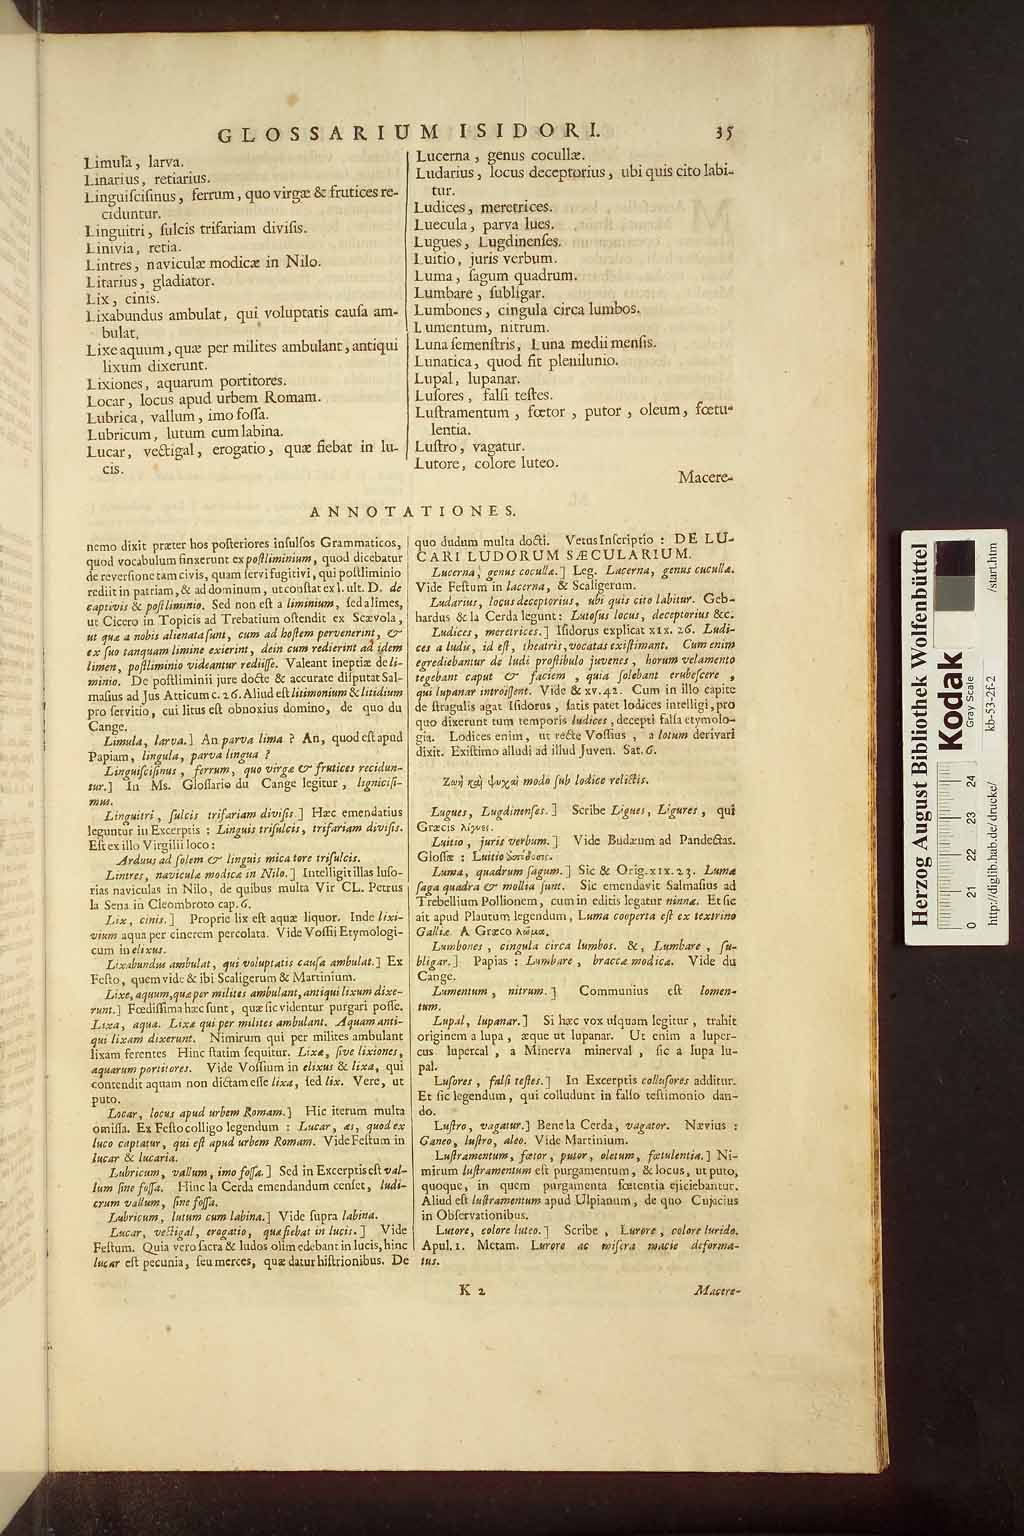 GLOSSARIUM ISIDORI. 35
Limula, larva.
Linarius, retiarius.
Linguiſciſinus, ferrum, quo virgæ & frutices re-
ciduntur.
Linguitri, ſulcis trifariam diviſis.
Linivia, retia.
Lintres, naviculæ modicæ in Nilo.
Litarius, gladiator.
Lix, cinis.
Lixabundus ambulat, qui voluptatis cauſa am-
bulat.
Lixe aquum, quæ per milites ambulant, antiqui
lixum dixerunt.
Lixiones, aquarum portitores.
Locar, locus apud urbem Romam.
Lubrica, vallum, imo foſſa.
Lubricum, lutum cum labina.
Lucar, vectigal, erogatio, quæ fiebat in lu-
cis.
Lucerna, genus cocullæ.
Ludarius, locus deceptorius, ubi quis cito labi-
tur.
Ludices, meretrices.
Luecula, parva lues.
Lugues, Lugdinenſes.
Luitio, juris verbum.
Luma, ſagum quadrum.
Lumbare, ſubligar.
Lumbones, cingula circa lumbos.
Lumentum, nitrum.
Luna ſemenſtris, Luna medii menſis.
Lunatica, quod fit plenilunio.
Lupal, lupanar.
Luſores, falſi teſtes.
Luſtramentum, fœtor, putor, oleum, fœtu-
lentia.
Luſtro, vagatur.
Lutore, colore luteo.
Macere-
ANNOTATIONES.
nemo dixit præter hos poſteriores inſulſos Grammaticos,
quod vocabulum finxerunt ex poſtliminium, quod dicebatur
de reverſione tam civis, quam ſervi fugitivi, qui poſtliminio
rediit in patriam, & ad dominum, ut conſtat ex l. ult. D. de
captivis & poſtliminio. Sed non eſt a liminium, ſed a limes,
ut Cicero in Topicis ad Trebatium oſtendit ex Scævola,
ut quæ a nobis alienata ſunt, cum ad hoſtem pervenerint, &
ex ſuo tanquam limine exierint, dein cum redierint ad idem
limen, poſtliminio videantur rediiſſe. Valeant ineptiæ de li-
minio. De poſtliminii jure docte & accurate diſputat Sal-
maſius ad Jus Atticum c. 26. Aliud eſt litimonium & litidium
pro ſervitio, cui litus eſt obnoxius domino, de quo du
Cange.
Limula, larva.] An parva lima? An, quod eſt apud
Papiam, lingula, parva lingua?
Linguiſciſinus, ferrum, quo virgæ & frutices recidun-
tur.] In Ms. Gloſſario du Cange legitur, ligniciſi-
mus.
Linguitri, ſulcis trifariam diviſis.] Hæc emendatius
leguntur in Excerptis: Linguis triſulcis, trifariam diviſis.
Eſt ex illo Virgilii loco:
Arduus ad ſolem & linguis micat ore triſulcis.
Lintres, naviculæ modicæ in Nilo.] Intelligit illas luſo-
rias naviculas in Nilo, de quibus multa Vir CL. Petrus
la Sena in Cleombroto cap. 6.
Lix, cinis.] Proprie lix eſt aquæ liquor. Inde lixi-
vium aqua per cinerem percolata. Vide Voſſii Etymologi-
cum in elixus.
Lixabundus ambulat, qui voluptatis cauſa ambulat.] Ex
Feſto, quem vide & ibi Scaligerum & Martinium.
Lixe, aquum, quæ per milites ambulant, antiqui lixum dixe-
runt.] Fœdiſſima hæc ſunt, quæ ſic videntur purgari poſſe.
Lixa, aqua. Lixæ qui per milites ambulant. Aquam anti-
qui lixam dixerunt. Nimirum qui per milites ambulant
lixam ferentes Hinc ſtatim ſequitur. Lixæ, ſive lixiones,
aquarum portitores. Vide Voſſium in elixus & lixa, qui
contendit aquam non dictam eſſe lixa, ſed lix. Vere, ut
puto.
Locar, locus apud urbem Romam.] Hic iterum multa
omiſſa. Ex Feſto colligo legendum: Lucar, æs, quod ex
luco captatur, qui eſt apud urbem Romam. Vide Feſtum in
lucar & lucaria.
Lubricum, vallum, imo foſſa.] Sed in Excerptis eſt val-
lum ſine foſſa. Hinc la Cerda emendandum cenſet, ludi-
crum vallum, ſine foſſa.
Lubricum, lutum cum labina.] Vide ſupra labina.
Lucar, vectigal, erogatio, quæ fiebat in lucis.] Vide
Feſtum. Quia vero ſacra & ludos olim edebant in lucis, hinc
lucar eſt pecunia, ſeu merces, quæ datur hiſtrionibus. De
quo dudum multa docti. Vetus Inſcriptio: DE LU-
CARI LUDORUM SÆCULARIUM.
Lucerna, genus cocullæ.] Leg. Lacerna, genus cucullæ.
Vide Feſtum in lacerna, & Scaligerum.
Ludarius, locus deceptorius, ubi quis cito labitur. Geb-
hardus & la Cerda legunt: Lutoſus locus, deceptorius &c.
Ludices, meretrices.] Iſidorus explicat XIX. 26. Ludi-
ces a ludu, id eſt, theatris, vocatas exiſtimant. Cum enim
egrediebantur de ludi proſtibulo juvenes, horum velamento
tegebant caput & faciem, quia ſolebant erubeſcere,
qui lupanar introiſſent. Vide & XV. 42. Cum in illo capite
de ſtragulis agat Iſidorus, ſatis patet lodices intelligi, pro
quo dixerunt tum temporis ludices, decepti falſa etymolo-
gia. Lodices enim, ut recte Voſſius, a lotum derivari
dixit. Exiſtimo alludi ad illud Juven. Sat. 6.
Ζωὴ καὶ ψυχὴ modo ſub lodice relictis.
Lugues, Lugdinenſes.] Scribe Ligues, Ligures, qui
Græcis λίγυες.
Luitio, juris verbum.] Vide Budæum ad Pandectas.
Gloſſæ: Luitio ἀπόδοσις.
Luma, quadrum ſagum.] Sic & Orig. XIX. 23. Lumæ
ſaga quadra & mollia ſunt. Sic emendavit Salmaſius ad
Trebellium Pollionem, cum in editis legatur ninnæ. Et ſic
ait apud Plautum legendum, Luma cooperta eſt ex textrino
Galliæ. A Græco λῶμα.
Lumbones, cingula circa lumbos. &, Lumbare, ſu-
bligar.] Papias: Lumbare, braccæ modicæ. Vide du
Cange.
Lumentum, nitrum.] Communius eſt lomen-
tum.
Lupal, lupanar.] Si hæc vox uſquam legitur, trahit
originem a lupa, æque ut lupanar. Ut enim a luper-
cus lupercal, a Minerva minerval, ſic a lupa lu-
pal.
Luſores, falſi teſtes.] In Excerptis colluſores additur.
Et ſic legendum, qui colludunt in falſo teſtimonio dan-
do.
Luſtro, vagatur.] Bene la Cerda, vagator. Nævius:
Ganeo, luſtro, aleo. Vide Martinium.
Luſtramentum, fœtor, putor, oletum, fœtulentia.] Ni-
mirum luſtramentum eſt purgamentum, & locus, ut puto,
quoque, in quem purgamenta fœtentia ejiciebantur.
Aliud eſt luſtramentum apud Ulpianum, de quo Cujacius
in Obſervationibus.
Lutore, colore luteo.] Scribe, Lurore, colore lurido.
Apul. 1. Metam. Lurore ac miſera macie deforma-
tus.
K 2 Macere-
Herzog August Bibliothek Wolfenbüttel
Kodak
Gray Scale
kb-53-2f-2
0 21 22 23 24
http://diglib.hab.de/drucke/ /start.htm